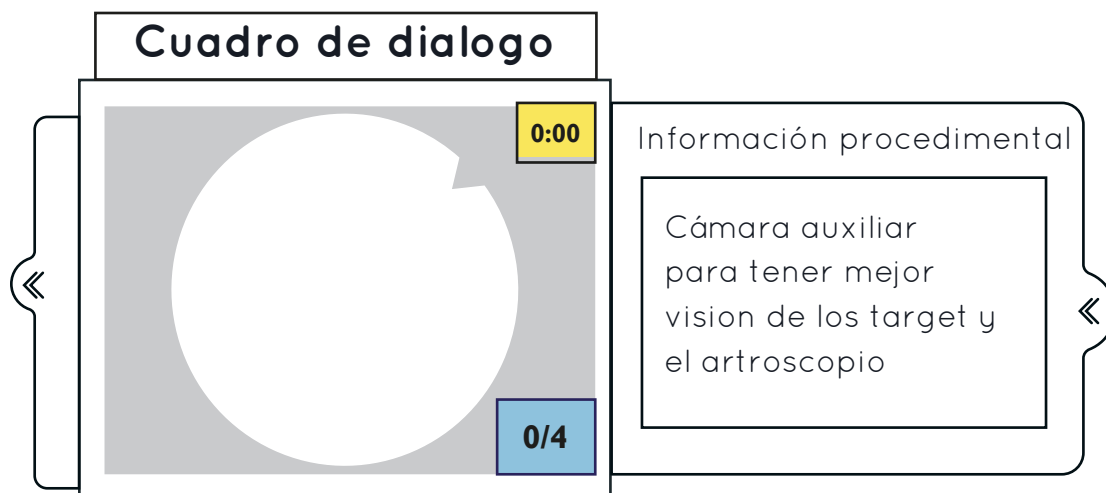 Cuadro de dialogo
0:00
Información procedimental
Cámara auxiliar
para tener mejor
vision de los target y
el artroscopio
0/4